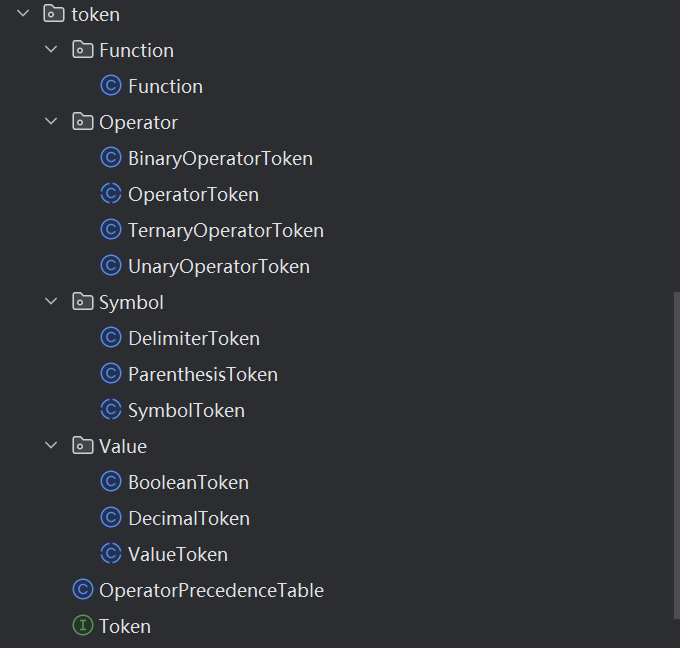 token
Function
Function
Operator
BinaryOperatorToken
OperatorToken
TernaryOperatorToken
UnaryOperatorToken
Symbol
DelimiterToken
ParenthesisToken
SymbolToken
Value
BooleanToken
DecimalToken
ValueToken
OperatorPrecedenceTable
Token